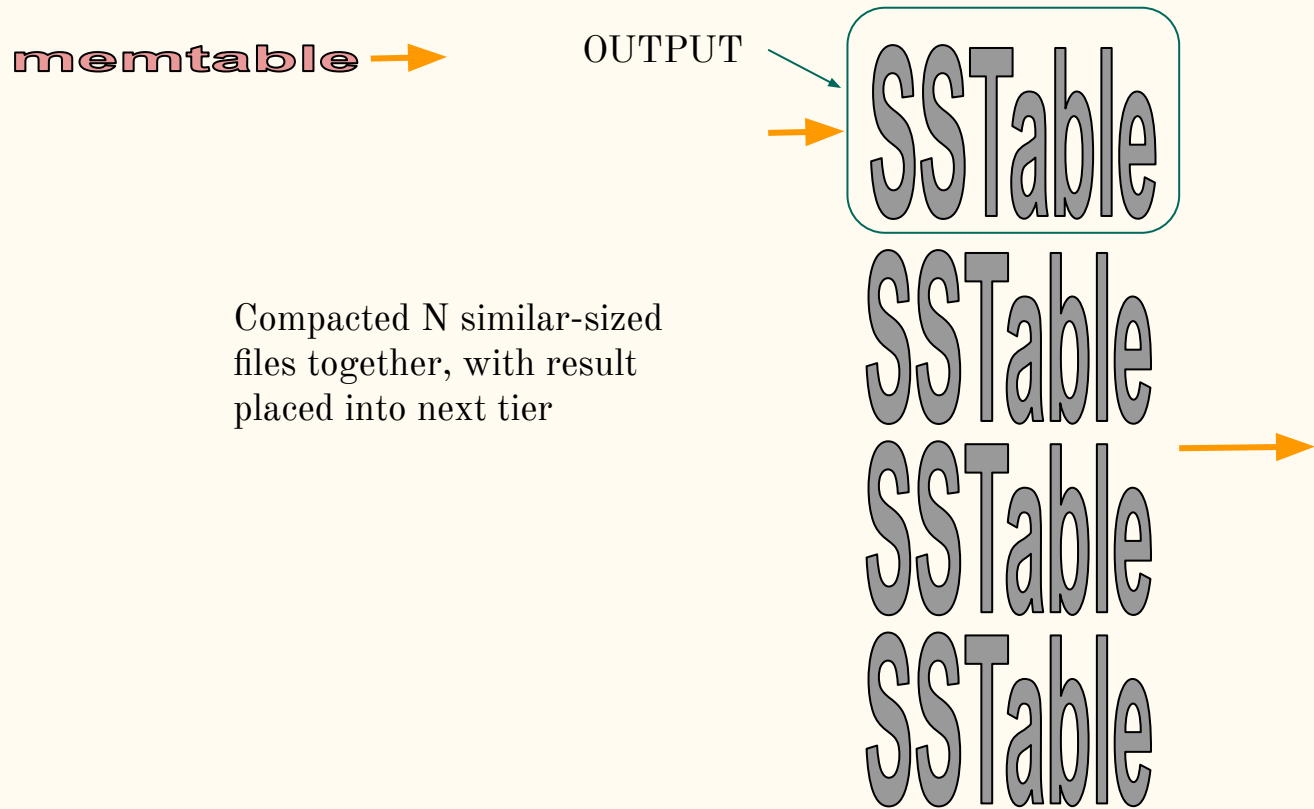 memtable
OUTPUT
SSTable
SSTable
Compacted N similar-sized
files together, with result
placed into next tier
SSTable
SSTable